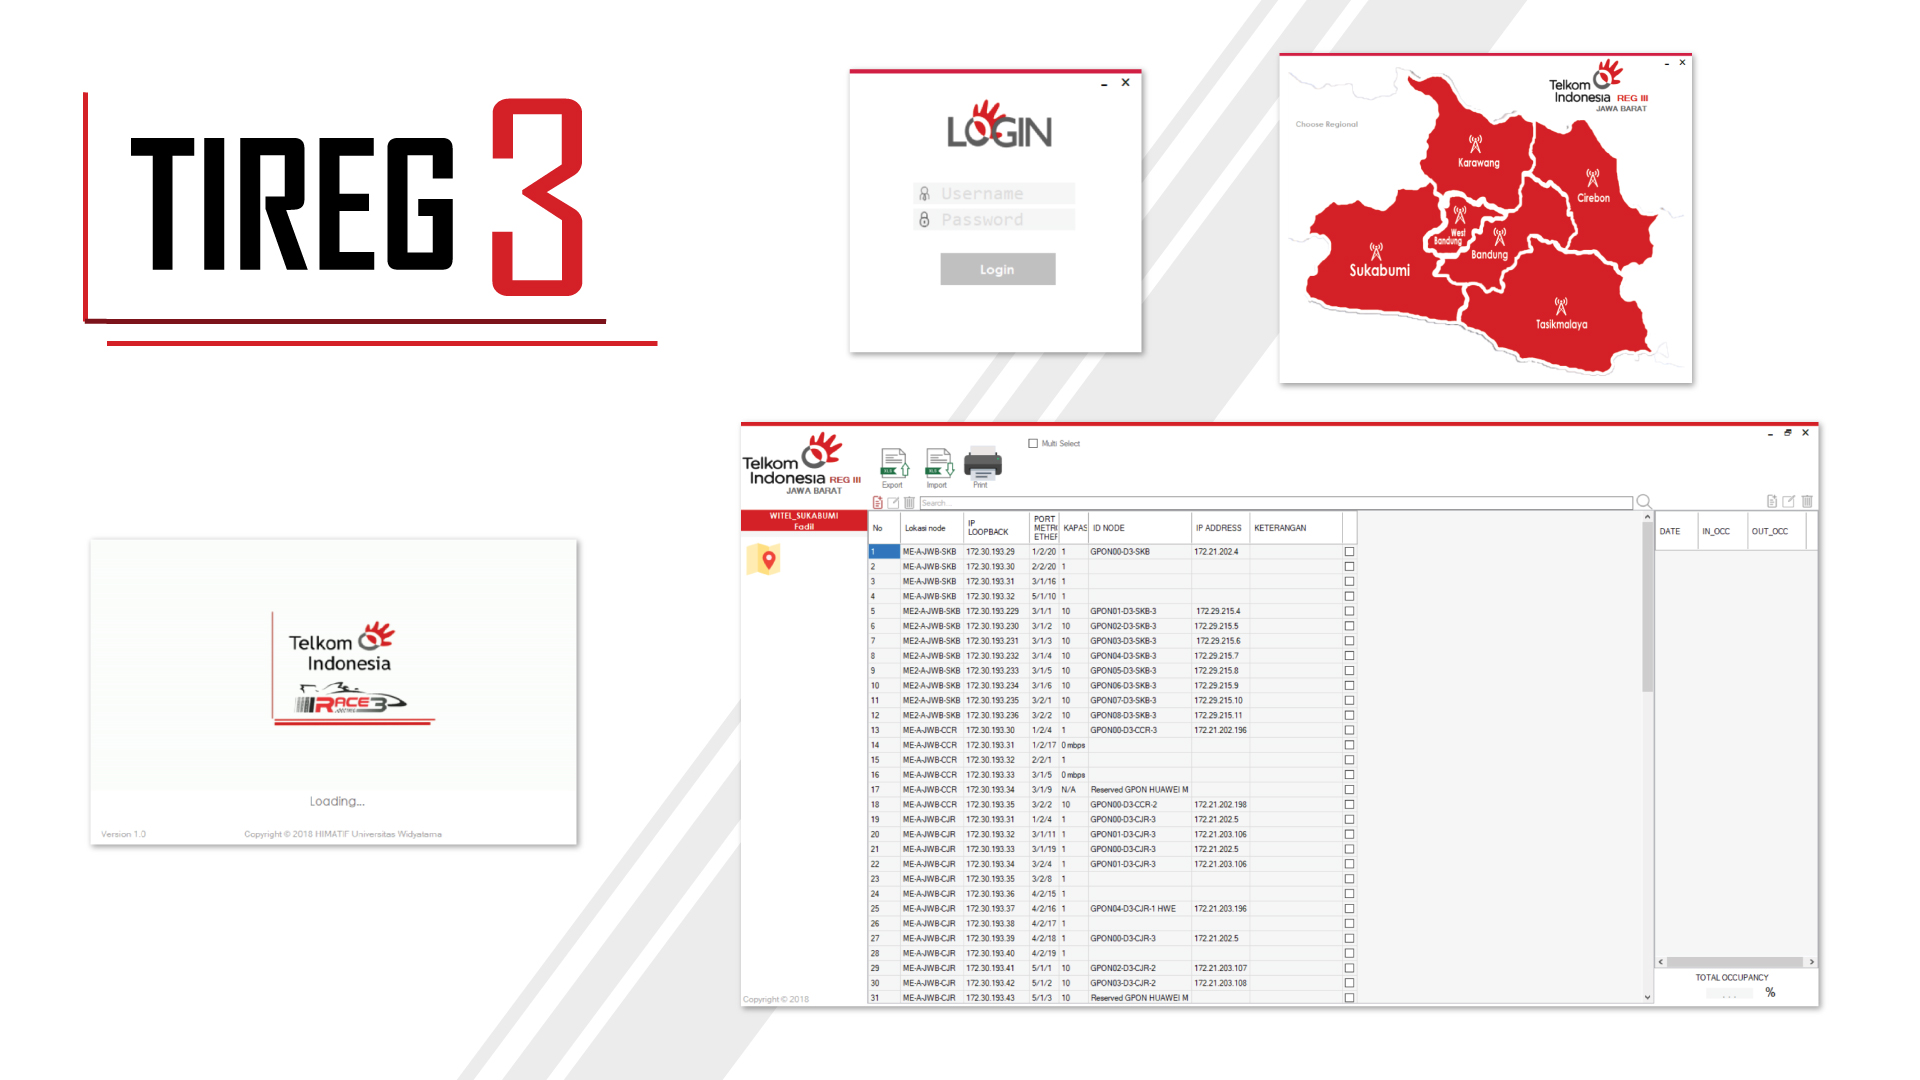 TIREG 3
LOGIN
Username
Password
Login
Telkom
Indonesia REG III
JAWA BARAT
Choose Regional
Karawang
Cirebon
West
Bandung
Bandung
Sukabumi
Tasikmalaya
Telkom
Indonesia
RACE3
Loading...
Version 1.0 Copyright © 2018 HIMATIF Universitas Widyatama
Telkom
Indonesia REG III
JAWA BARAT
Export Import Print
Multi Select
Search...
WITEL_SUKABUMI
Fadil
No Lokasi node IP LOOPBACK PORT METRO ETHER KAPAS ID NODE IP ADDRESS KETERANGAN
1 ME-A-JWB-SKB 172.30.193.29 1/2/20 1 GPON00-D3-SKB 172.21.202.4
2 ME-A-JWB-SKB 172.30.193.30 2/2/20 1
3 ME-A-JWB-SKB 172.30.193.31 3/1/16 1
4 ME-A-JWB-SKB 172.30.193.32 5/1/10 1
5 ME2-A-JWB-SKB 172.30.193.229 3/1/1 10 GPON01-D3-SKB-3 172.29.215.4
6 ME2-A-JWB-SKB 172.30.193.230 3/1/2 10 GPON02-D3-SKB-3 172.29.215.5
7 ME2-A-JWB-SKB 172.30.193.231 3/1/3 10 GPON03-D3-SKB-3 172.29.215.6
8 ME2-A-JWB-SKB 172.30.193.232 3/1/4 10 GPON04-D3-SKB-3 172.29.215.7
9 ME2-A-JWB-SKB 172.30.193.233 3/1/5 10 GPON05-D3-SKB-3 172.29.215.8
10 ME2-A-JWB-SKB 172.30.193.234 3/1/6 10 GPON06-D3-SKB-3 172.29.215.9
11 ME2-A-JWB-SKB 172.30.193.235 3/2/1 10 GPON07-D3-SKB-3 172.29.215.10
12 ME2-A-JWB-SKB 172.30.193.236 3/2/2 10 GPON08-D3-SKB-3 172.29.215.11
13 ME-A-JWB-CCR 172.30.193.30 1/2/4 1 GPON00-D3-CCR-3 172.21.202.196
14 ME-A-JWB-CCR 172.30.193.31 1/2/17 0 mbps
15 ME-A-JWB-CCR 172.30.193.32 2/2/1 1
16 ME-A-JWB-CCR 172.30.193.33 3/1/5 0 mbps
17 ME-A-JWB-CCR 172.30.193.34 3/1/9 N/A Reserved GPON HUAWEI M
18 ME-A-JWB-CCR 172.30.193.35 3/2/2 10 GPON00-D3-CCR-2 172.21.202.198
19 ME-A-JWB-CJR 172.30.193.31 1/2/4 1 GPON00-D3-CJR-3 172.21.202.5
20 ME-A-JWB-CJR 172.30.193.32 3/1/11 1 GPON01-D3-CJR-3 172.21.203.106
21 ME-A-JWB-CJR 172.30.193.33 3/1/19 1 GPON00-D3-CJR-3 172.21.202.5
22 ME-A-JWB-CJR 172.30.193.34 3/2/4 1 GPON01-D3-CJR-3 172.21.203.106
23 ME-A-JWB-CJR 172.30.193.35 3/2/8 1
24 ME-A-JWB-CJR 172.30.193.36 4/2/15 1
25 ME-A-JWB-CJR 172.30.193.37 4/2/16 1 GPON04-D3-CJR-1 HWE 172.21.203.196
26 ME-A-JWB-CJR 172.30.193.38 4/2/17 1
27 ME-A-JWB-CJR 172.30.193.39 4/2/18 1 GPON00-D3-CJR-3 172.21.202.5
28 ME-A-JWB-CJR 172.30.193.40 4/2/19 1
29 ME-A-JWB-CJR 172.30.193.41 5/1/1 10 GPON02-D3-CJR-2 172.21.203.107
30 ME-A-JWB-CJR 172.30.193.42 5/1/2 10 GPON03-D3-CJR-2 172.21.203.108
31 ME-A-JWB-CJR 172.30.193.43 5/1/3 10 Reserved GPON HUAWEI M
DATE IN_OCC OUT_OCC
TOTAL OCCUPANCY
... %
Copyright © 2018